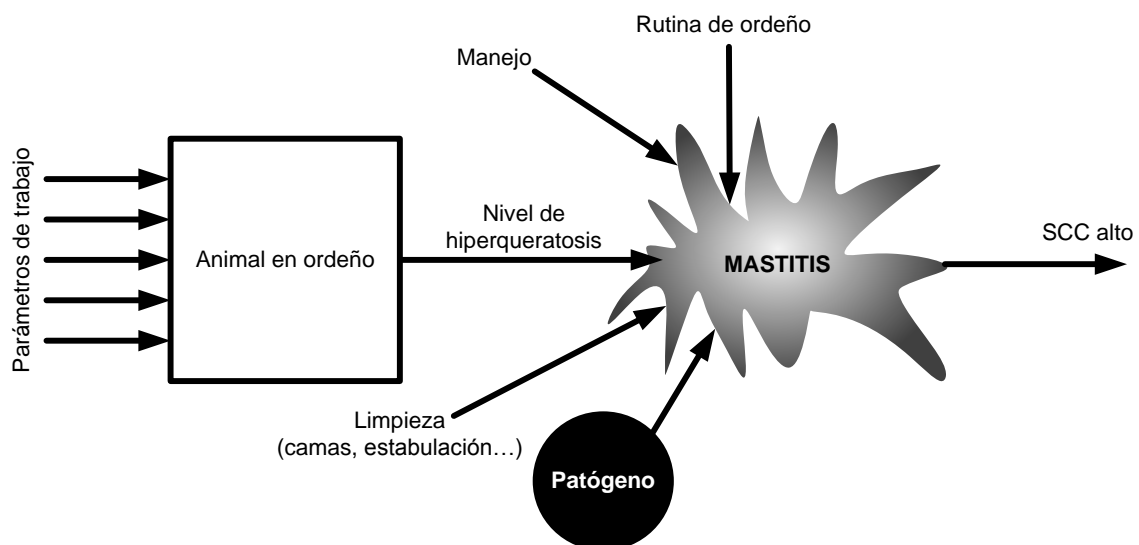 Rutina de ordeño
Manejo
Parámetros de trabajo
Animal en ordeño
Nivel de
hiperqueratosis
MASTITIS
SCC alto
Limpieza
(camas, estabulación…)
Patógeno